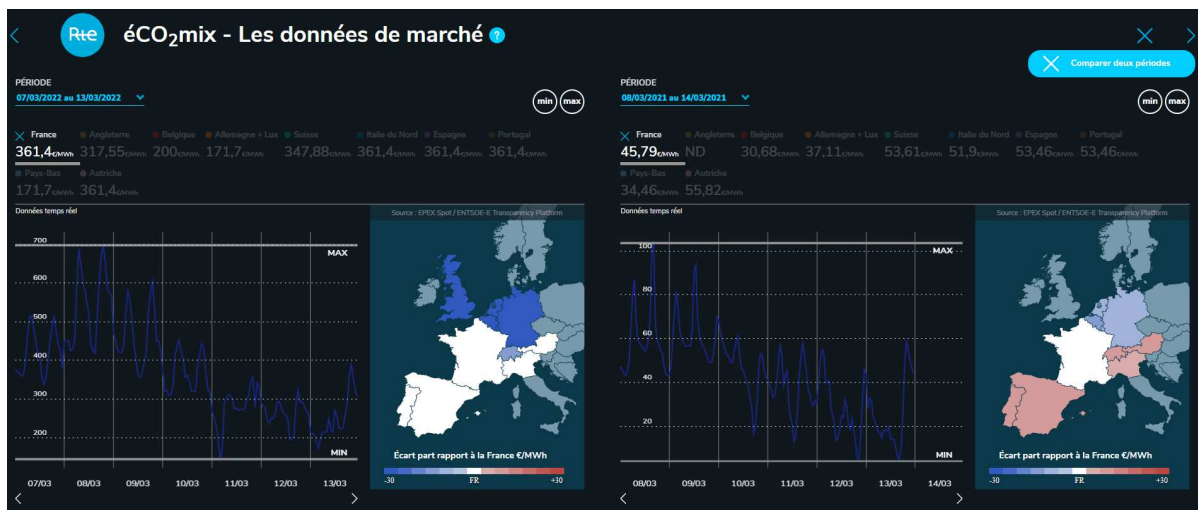 Rte éCO₂mix - Les données de marché ?
Comparer deux périodes
PÉRIODE
07/03/2022 au 13/03/2022
min max
France Angleterre Belgique Allemagne + Lux Suisse Italie du Nord Espagne Portugal
361,4€/MWh 317,55€/MWh 200€/MWh 171,7€/MWh 347,88€/MWh 361,4€/MWh 361,4€/MWh 361,4€/MWh
Pays-Bas Autriche
171,7€/MWh 361,4€/MWh
Données temps réel
Source : EPEX Spot / ENTSOE-E Transparency Platform
700
MAX
600
500
400
300
200
MIN
07/03 08/03 09/03 10/03 11/03 12/03 13/03
Écart part rapport à la France €/MWh
-30 FR +30
PÉRIODE
08/03/2021 au 14/03/2021
min max
France Angleterre Belgique Allemagne + Lux Suisse Italie du Nord Espagne Portugal
45,79€/MWh ND 30,68€/MWh 37,11€/MWh 53,61€/MWh 51,9€/MWh 53,46€/MWh 53,46€/MWh
Pays-Bas Autriche
34,46€/MWh 55,82€/MWh
Données temps réel
Source : EPEX Spot / ENTSOE-E Transparency Platform
100
MAX
80
60
40
20
MIN
08/03 09/03 10/03 11/03 12/03 13/03 14/03
Écart part rapport à la France €/MWh
-30 FR +30